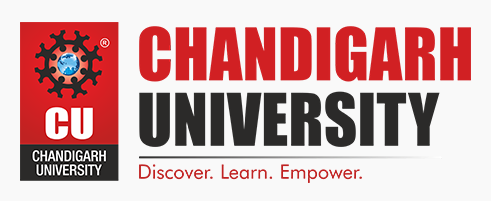 ®
CU
CHANDIGARH
UNIVERSITY
CHANDIGARH
UNIVERSITY
Discover. Learn. Empower.